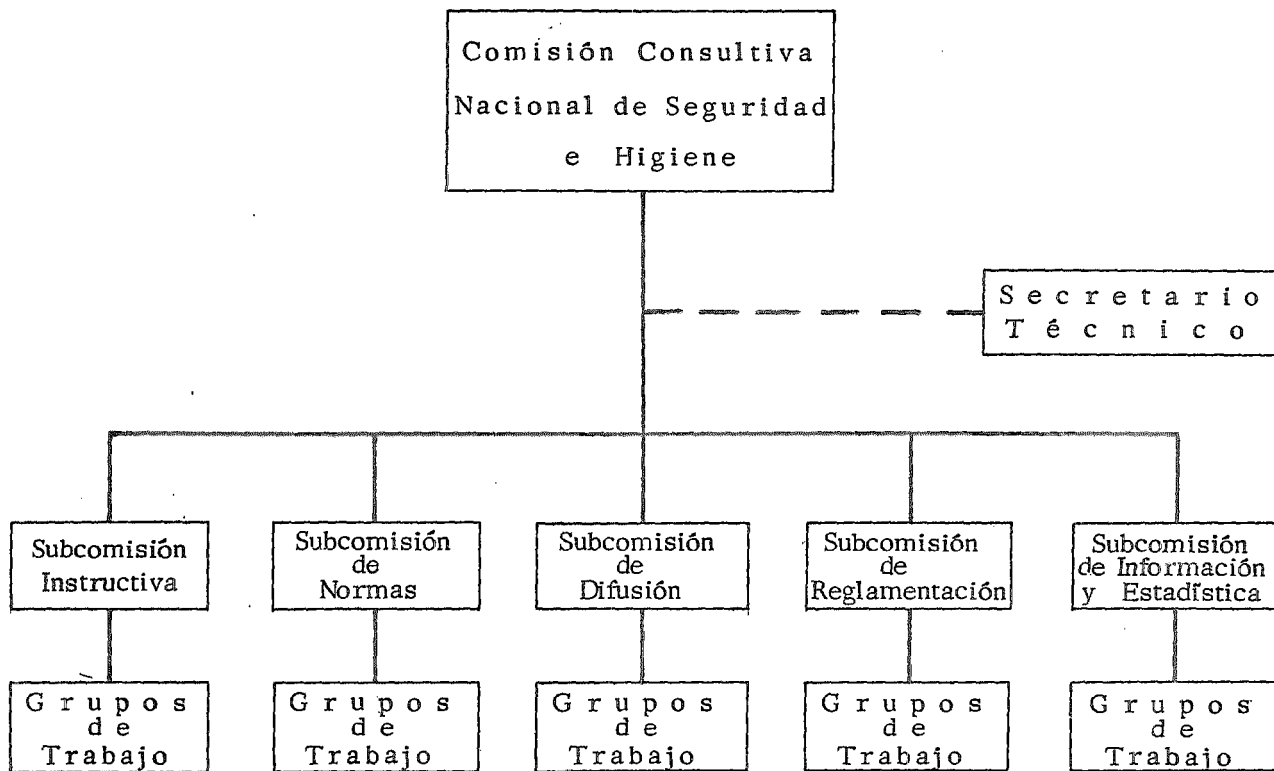 Comisión Consultiva
Nacional de Seguridad
e Higiene
Secretario
Técnico
Subcomisión
Instructiva
Subcomisión
de
Normas
Subcomisión
de
Difusión
Subcomisión
de
Reglamentación
Subcomisión
de Información
y Estadística
Grupos
de
Trabajo
Grupos
de
Trabajo
Grupos
de
Trabajo
Grupos
de
Trabajo
Grupos
de
Trabajo